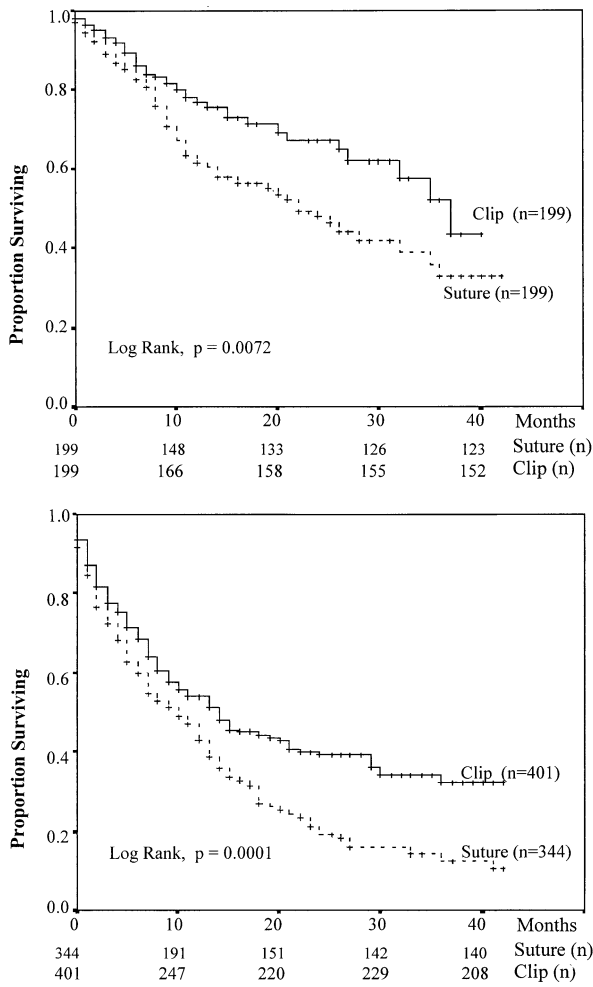 1.0
0.8
0.6
0.4
0.2
0.0
Proportion Surviving
Clip (n=199)
Suture (n=199)
Log Rank, p = 0.0072
0 10 20 30 40 Months
199 148 133 126 123 Suture (n)
199 166 158 155 152 Clip (n)
1.0
0.8
0.6
0.4
0.2
0.0
Proportion Surviving
Clip (n=401)
Suture (n=344)
Log Rank, p = 0.0001
0 10 20 30 40 Months
344 191 151 142 140 Suture (n)
401 247 220 229 208 Clip (n)